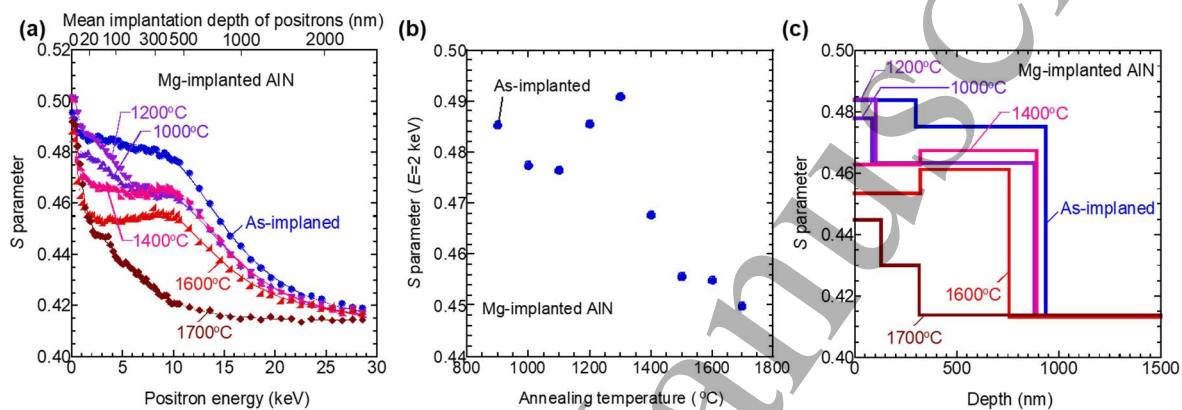 (a)
Mean implantation depth of positrons (nm)
0 20 100 300 500 1000 2000
0.52
0.50
0.48
0.46
0.44
0.42
0.40
S parameter
Mg-implanted AlN
1200°C
1000°C
As-implaned
1400°C
1600°C
1700°C
0 5 10 15 20 25 30
Positron energy (keV)
(b)
0.50
0.49
0.48
0.47
0.46
0.45
0.44
S parameter (E=2 keV)
As-implanted
Mg-implanted AlN
800 1000 1200 1400 1600 1800
Annealing temperature (°C)
(c)
0.50
0.48
0.46
0.44
0.42
0.40
S parameter
Mg-implanted AlN
1200°C
1000°C
1400°C
As-implaned
1600°C
1700°C
0 500 1000 1500
Depth (nm)
anusc